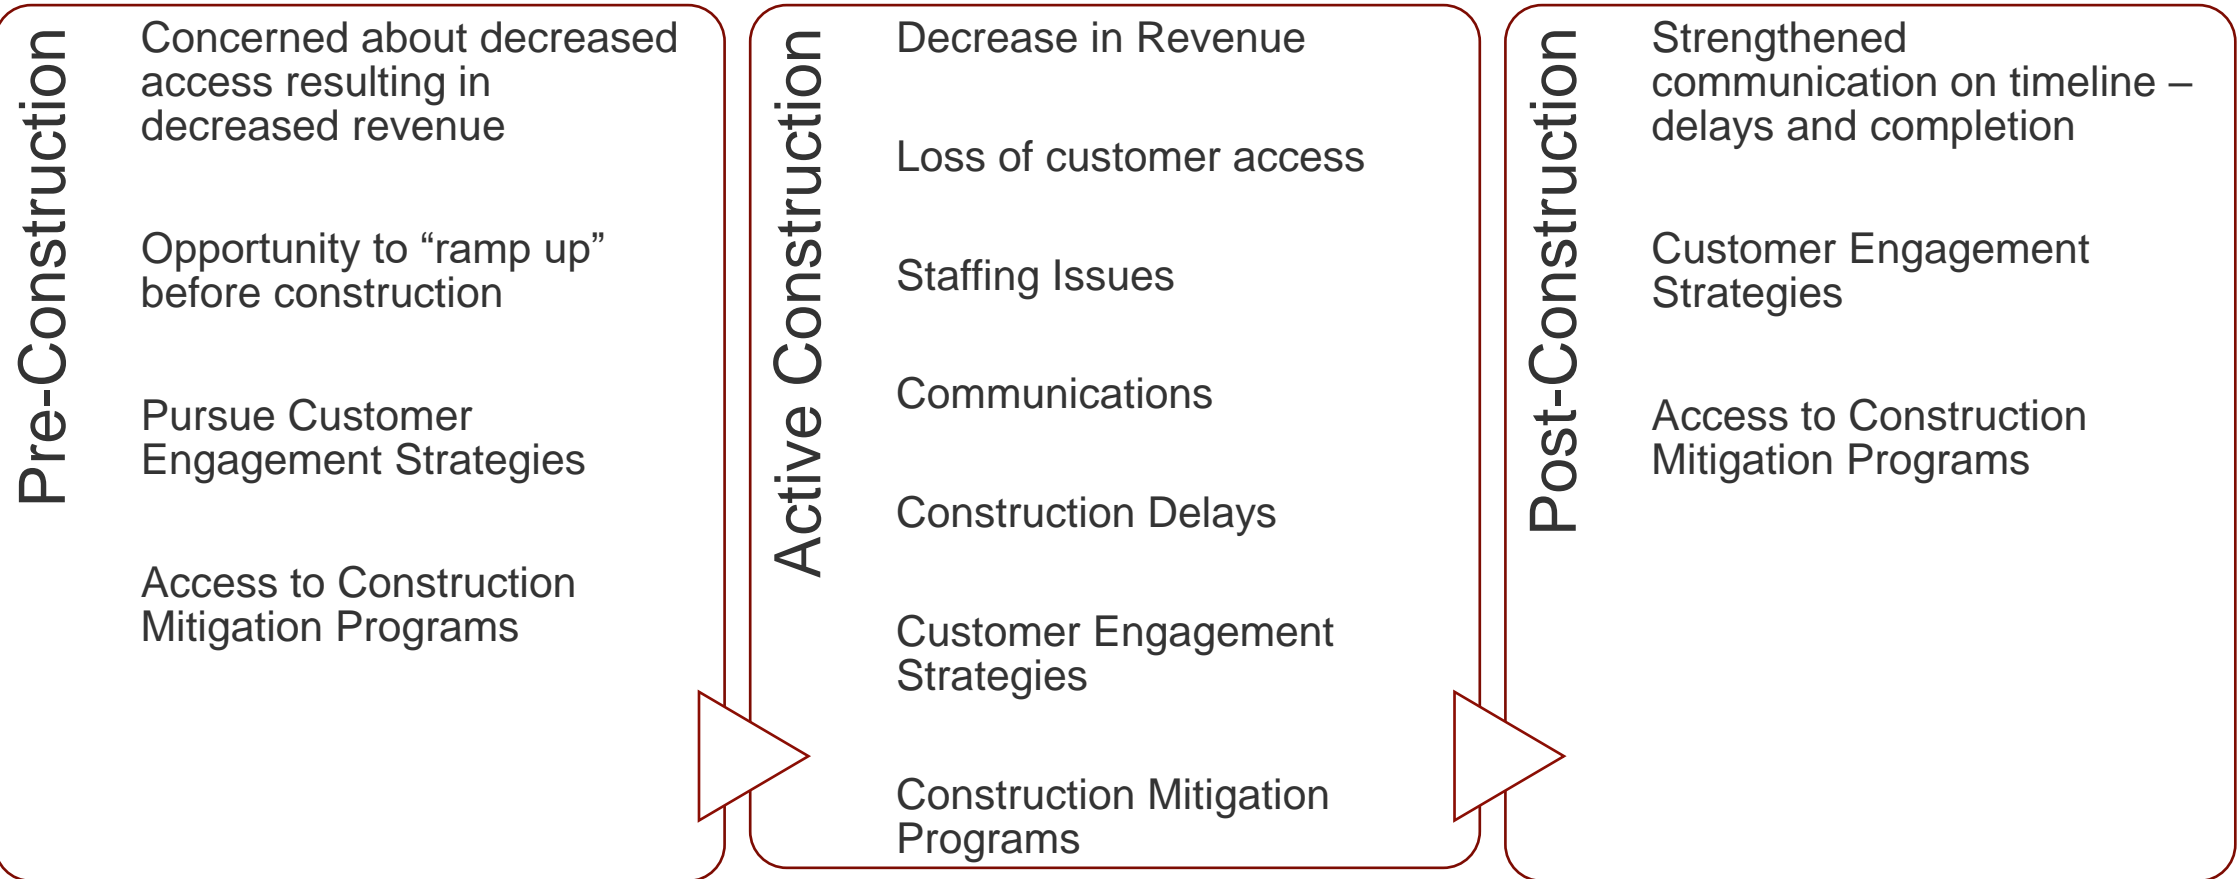 Pre-Construction
Concerned about decreased
access resulting in
decreased revenue
Opportunity to “ramp up”
before construction
Pursue Customer
Engagement Strategies
Access to Construction
Mitigation Programs
Active Construction
Decrease in Revenue
Loss of customer access
Staffing Issues
Communications
Construction Delays
Customer Engagement
Strategies
Construction Mitigation
Programs
Post-Construction
Strengthened
communication on timeline –
delays and completion
Customer Engagement
Strategies
Access to Construction
Mitigation Programs